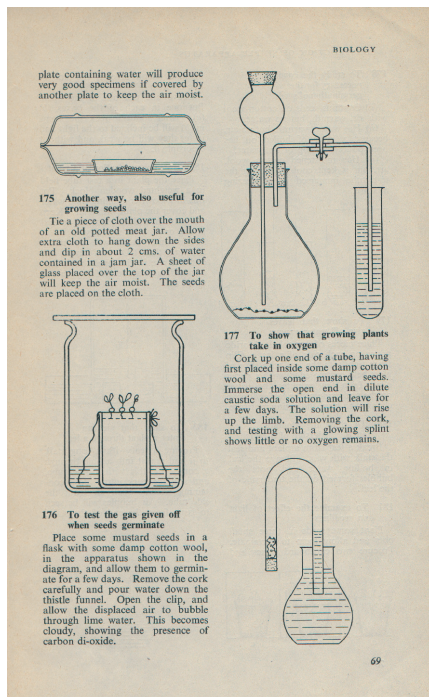 BIOLOGY
plate containing water will produce
very good specimens if covered by
another plate to keep the air moist.
175 Another way, also useful for
growing seeds
Tie a piece of cloth over the mouth
of an old potted meat jar. Allow
extra cloth to hang down the sides
and dip in about 2 cms. of water
contained in a jam jar. A sheet of
glass placed over the top of the jar
will keep the air moist. The seeds
are placed on the cloth.
176 To test the gas given off
when seeds germinate
Place some mustard seeds in a
flask with some damp cotton wool,
in the apparatus shown in the
diagram, and allow them to germin-
ate for a few days. Remove the cork
carefully and pour water down the
thistle funnel. Open the clip, and
allow the displaced air to bubble
through lime water. This becomes
cloudy, showing the presence of
carbon di-oxide.
177 To show that growing plants
take in oxygen
Cork up one end of a tube, having
first placed inside some damp cotton
wool and some mustard seeds.
Immerse the open end in dilute
caustic soda solution and leave for
a few days. The solution will rise
up the limb. Removing the cork,
and testing with a glowing splint
shows little or no oxygen remains.
69